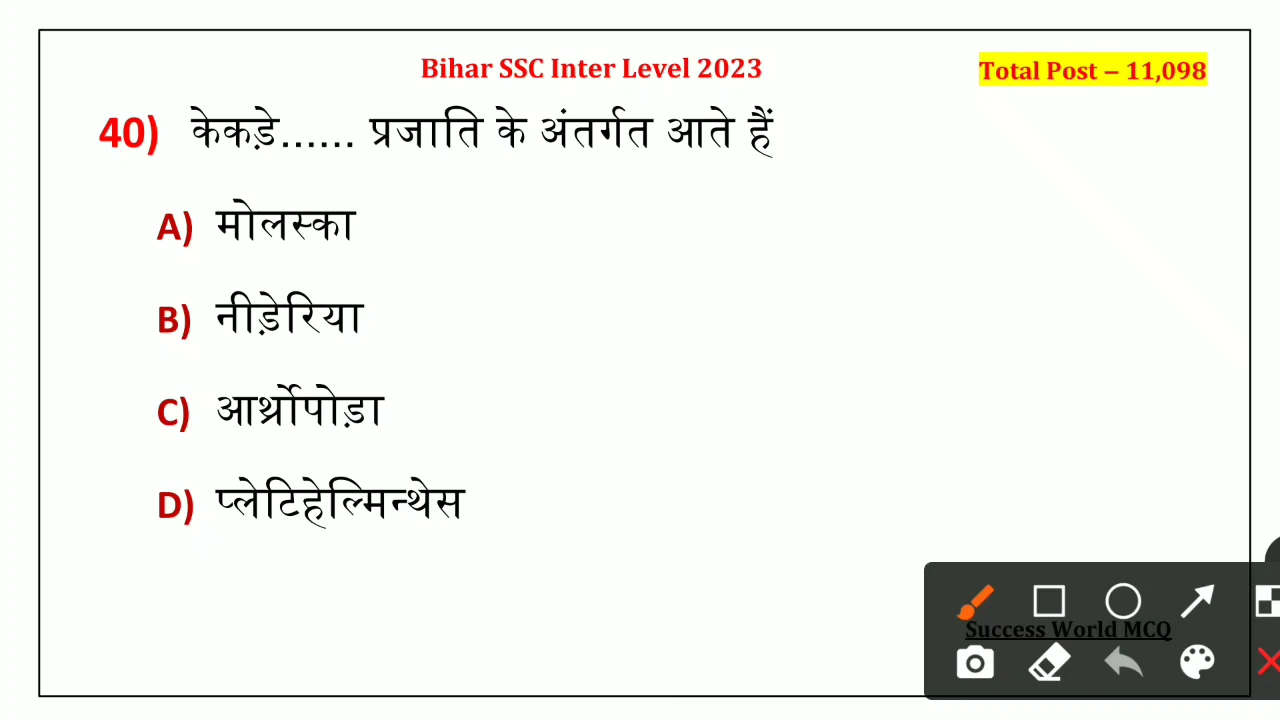 Bihar SSC Inter Level 2023
Total Post – 11,098
40) केकड़े...... प्रजाति के अंतर्गत आते हैं
A) मोलस्का
B) नीड़ेरिया
C) आर्थ्रोपोड़ा
D) प्लेटिहेल्मिन्थेस
Success World MCQ